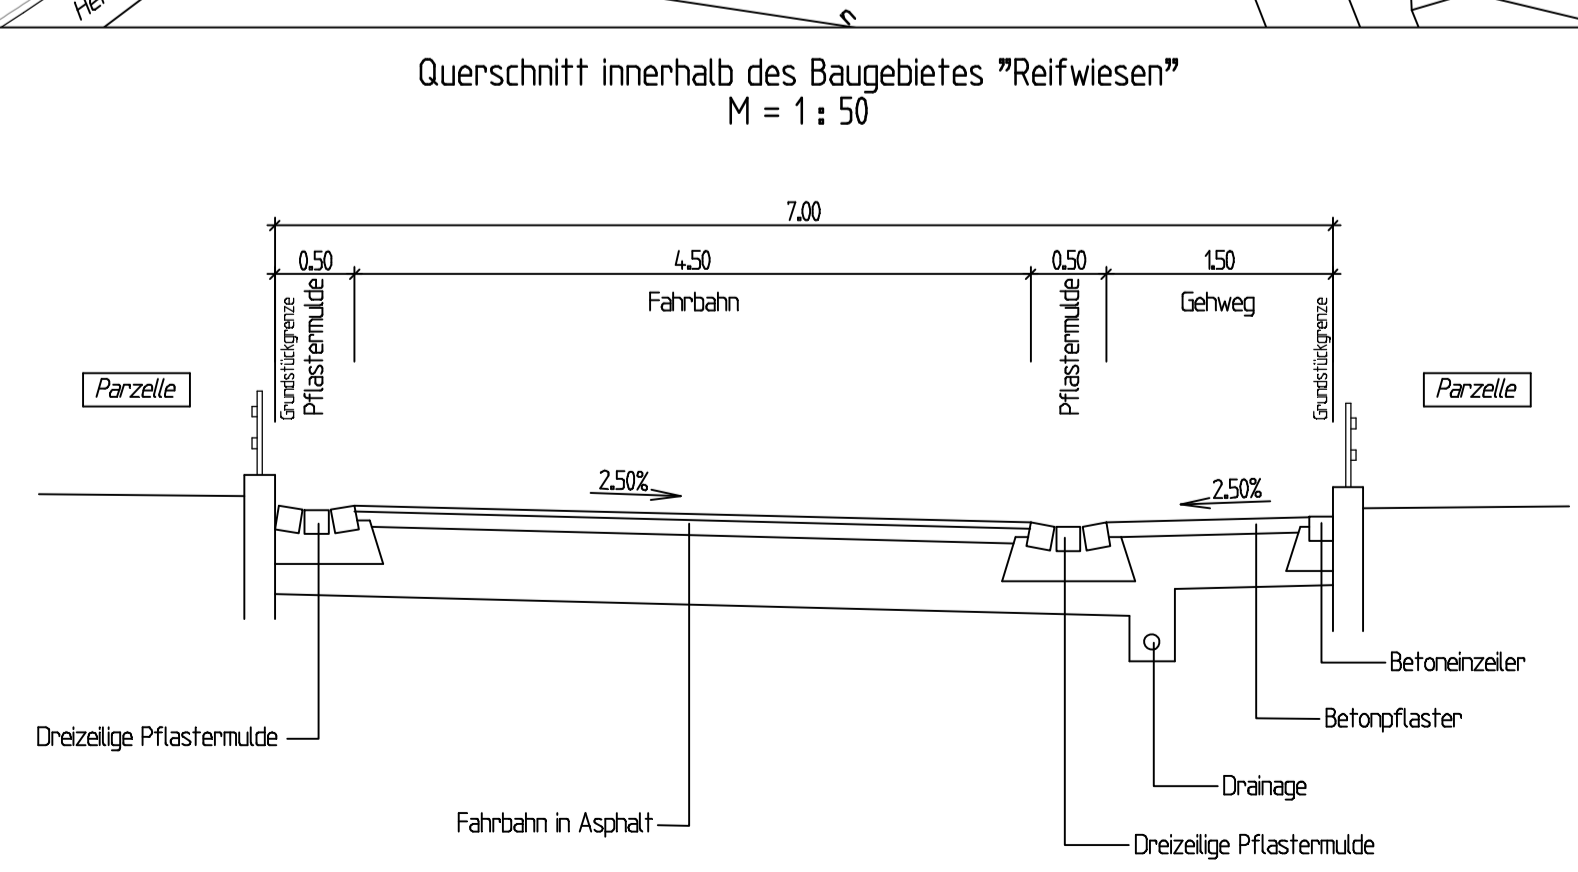 Querschnitt innerhalb des Baugebietes "Reifwiesen"
M = 1 : 50
7.00
0.50
4.50
0.50
1.50
Grundstückgrenze
Pflastermulde
Fahrbahn
Pflastermulde
Gehweg
Grundstückgrenze
Parzelle
Parzelle
2.50%
2.50%
Betoneinzeiler
Betonpflaster
Dreizeilige Pflastermulde
Drainage
Fahrbahn in Asphalt
Dreizeilige Pflastermulde